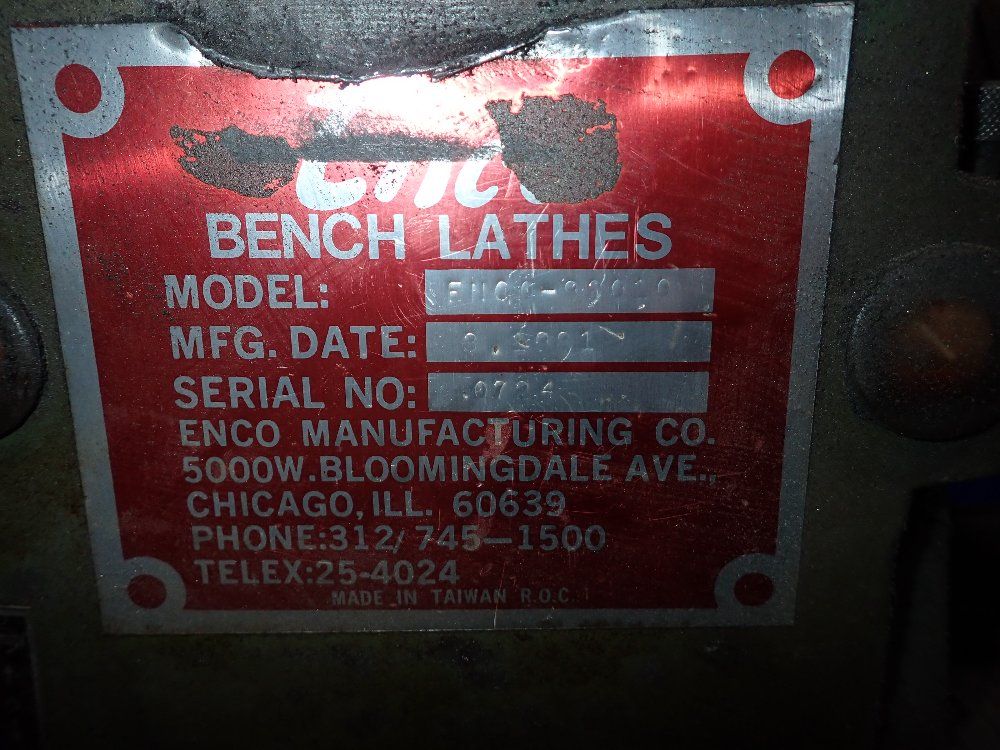 Enco
BENCH LATHES
MODEL:
MFG. DATE:
SERIAL NO:
ENCO MANUFACTURING CO.
5000W.BLOOMINGDALE AVE.,
CHICAGO, ILL. 60639
PHONE:312/745-1500
TELEX:25-4024
MADE IN TAIWAN R.O.C.